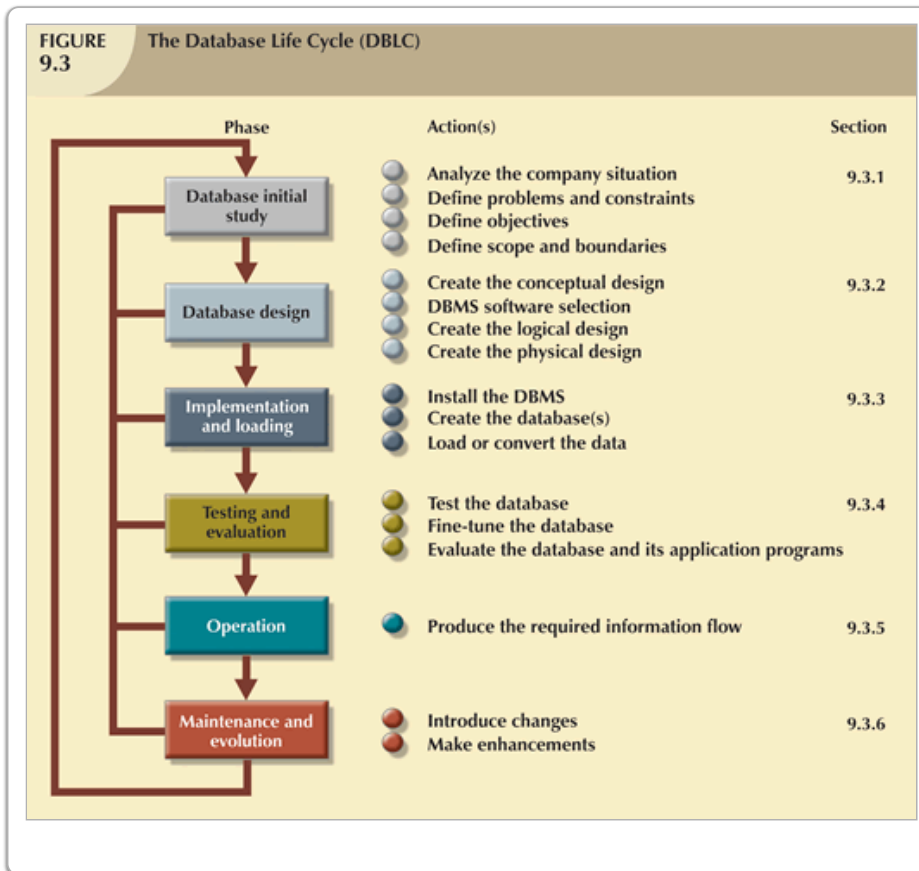 FIGURE
9.3
The Database Life Cycle (DBLC)
Phase
Action(s)
Section
Database initial
study
Analyze the company situation
Define problems and constraints
Define objectives
Define scope and boundaries
9.3.1
Database design
Create the conceptual design
DBMS software selection
Create the logical design
Create the physical design
9.3.2
Implementation
and loading
Install the DBMS
Create the database(s)
Load or convert the data
9.3.3
Testing and
evaluation
Test the database
Fine-tune the database
Evaluate the database and its application programs
9.3.4
Operation
Produce the required information flow
9.3.5
Maintenance and
evolution
Introduce changes
Make enhancements
9.3.6